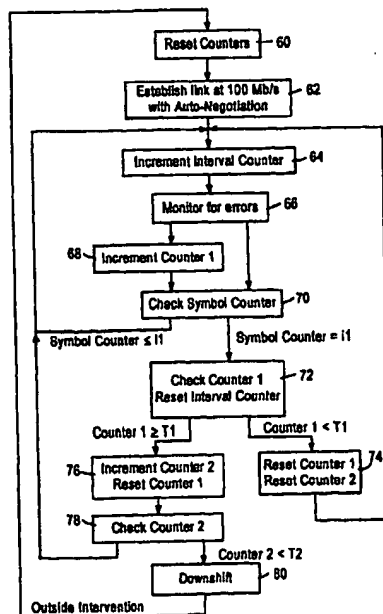 Reset Counters
60
Establish link at 100 Mb/s
with Auto-Negotiation
62
Increment Interval Counter
64
Monitor for errors
66
68
Increment Counter 1
Check Symbol Counter
70
Symbol Counter ≤ I1
Symbol Counter = I1
Check Counter 1
Reset Interval Counter
72
Counter 1 ≥ T1
Counter 1 < T1
76
Increment Counter 2
Reset Counter 1
Reset Counter 1
Reset Counter 2
74
78
Check Counter 2
Counter 2 < T2
Downshift
80
Outside Intervention